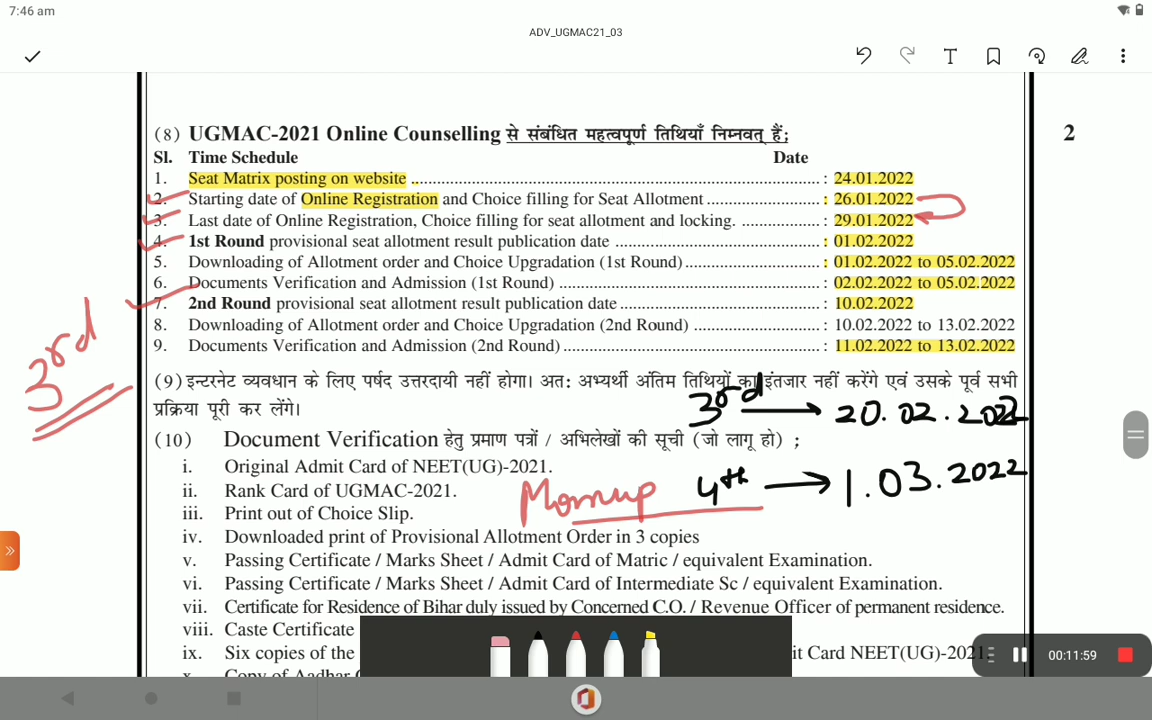 7:46 am
ADV_UGMAC21_03
2
(8) UGMAC-2021 Online Counselling से संबंधित महत्वपूर्ण तिथियाँ निम्नवत् हैं;
Sl. Time Schedule Date
1. Seat Matrix posting on website : 24.01.2022
2. Starting date of Online Registration and Choice filling for Seat Allotment : 26.01.2022
3. Last date of Online Registration, Choice filling for seat allotment and locking. : 29.01.2022
4. 1st Round provisional seat allotment result publication date : 01.02.2022
5. Downloading of Allotment order and Choice Upgradation (1st Round) : 01.02.2022 to 05.02.2022
6. Documents Verification and Admission (1st Round) : 02.02.2022 to 05.02.2022
7. 2nd Round provisional seat allotment result publication date : 10.02.2022
8. Downloading of Allotment order and Choice Upgradation (2nd Round) : 10.02.2022 to 13.02.2022
9. Documents Verification and Admission (2nd Round) : 11.02.2022 to 13.02.2022
3rd
(9) इन्टरनेट व्यवधान के लिए पर्षद उत्तरदायी नहीं होगा। अत: अभ्यर्थी अंतिम तिथियों का इंतजार नहीं करेंगे एवं उसके पूर्व सभी
प्रक्रिया पूरी कर लेंगे।
3rd → 20.02.2022
(10) Document Verification हेतु प्रमाण पत्रों / अभिलेखों की सूची (जो लागू हो) ;
i. Original Admit Card of NEET(UG)-2021.
4th → 1.03.2022
ii. Rank Card of UGMAC-2021.
iii. Print out of Choice Slip.
iv. Downloaded print of Provisional Allotment Order in 3 copies
v. Passing Certificate / Marks Sheet / Admit Card of Matric / equivalent Examination.
vi. Passing Certificate / Marks Sheet / Admit Card of Intermediate Sc / equivalent Examination.
vii. Certificate for Residence of Bihar duly issued by Concerned C.O. / Revenue Officer of permanent residence.
viii. Caste Certificate
ix. Six copies of the it Card NEET(UG)-2021.
00:11:59
x. Copy of Aadhar